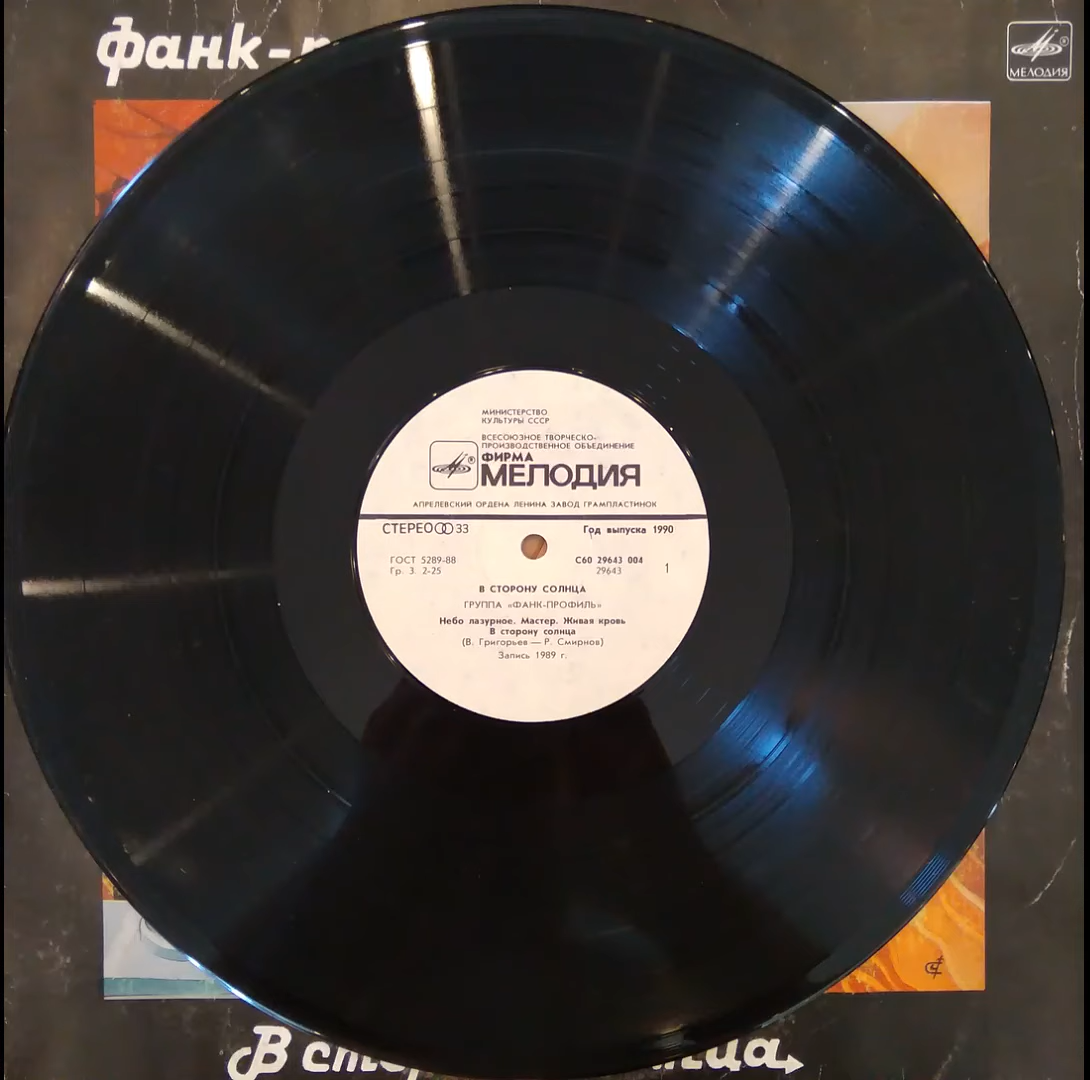 фанк-
МЕЛОДИЯ
МИНИСТЕРСТВО
КУЛЬТУРЫ СССР
ВСЕСОЮЗНОЕ ТВОРЧЕСКО-
ПРОИЗВОДСТВЕННОЕ ОБЪЕДИНЕНИЕ
ФИРМА
® МЕЛОДИЯ
АПРЕЛЕВСКИЙ ОРДЕНА ЛЕНИНА ЗАВОД ГРАМПЛАСТИНОК
СТЕРЕО 33 Год выпуска 1990
ГОСТ 5289-88 С60 29643 004
Гр. 3. 2-25 29643 1
В СТОРОНУ СОЛНЦА
ГРУППА «ФАНК-ПРОФИЛЬ»
Небо лазурное. Мастер. Живая кровь
В сторону солнца
(В. Григорьев — Р. Смирнов)
Запись 1989 г.
В